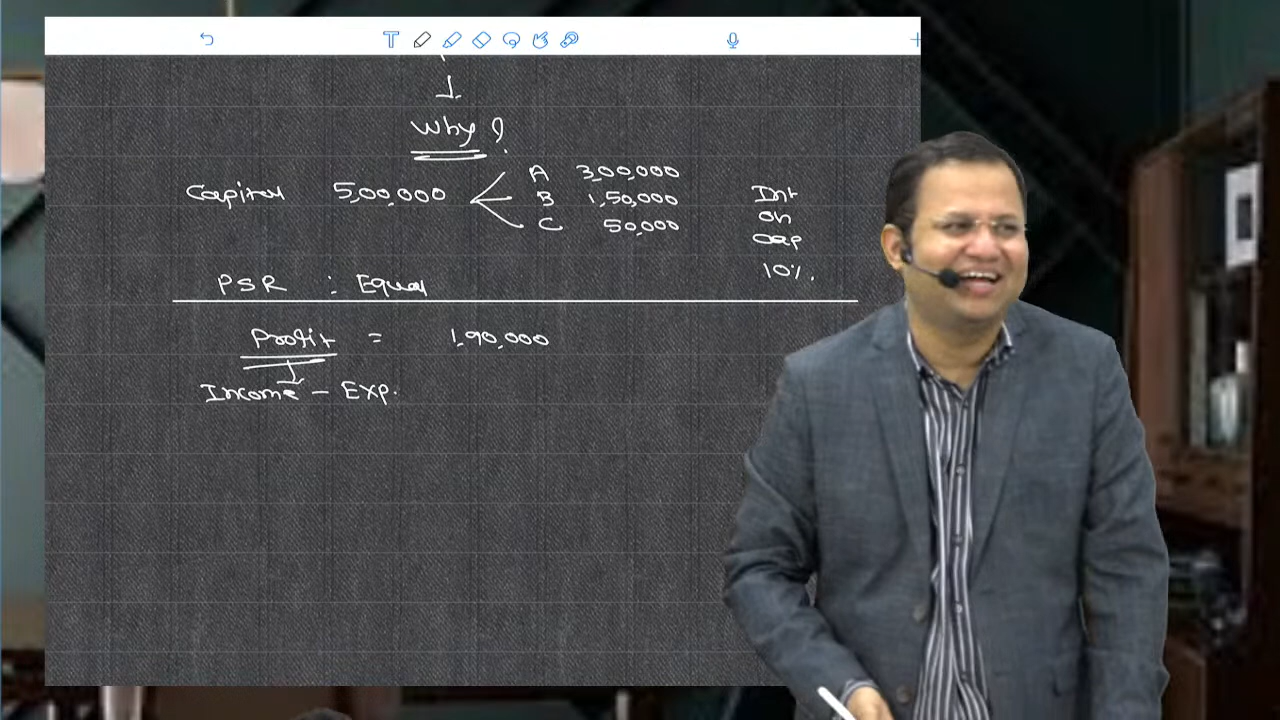 Why ?
Capital 5,00,000
A 3,00,000
B 1,50,000
C 50,000
Int
on
cap
10%.
PSR : Equal
Profit = 1,90,000
Income - Exp.